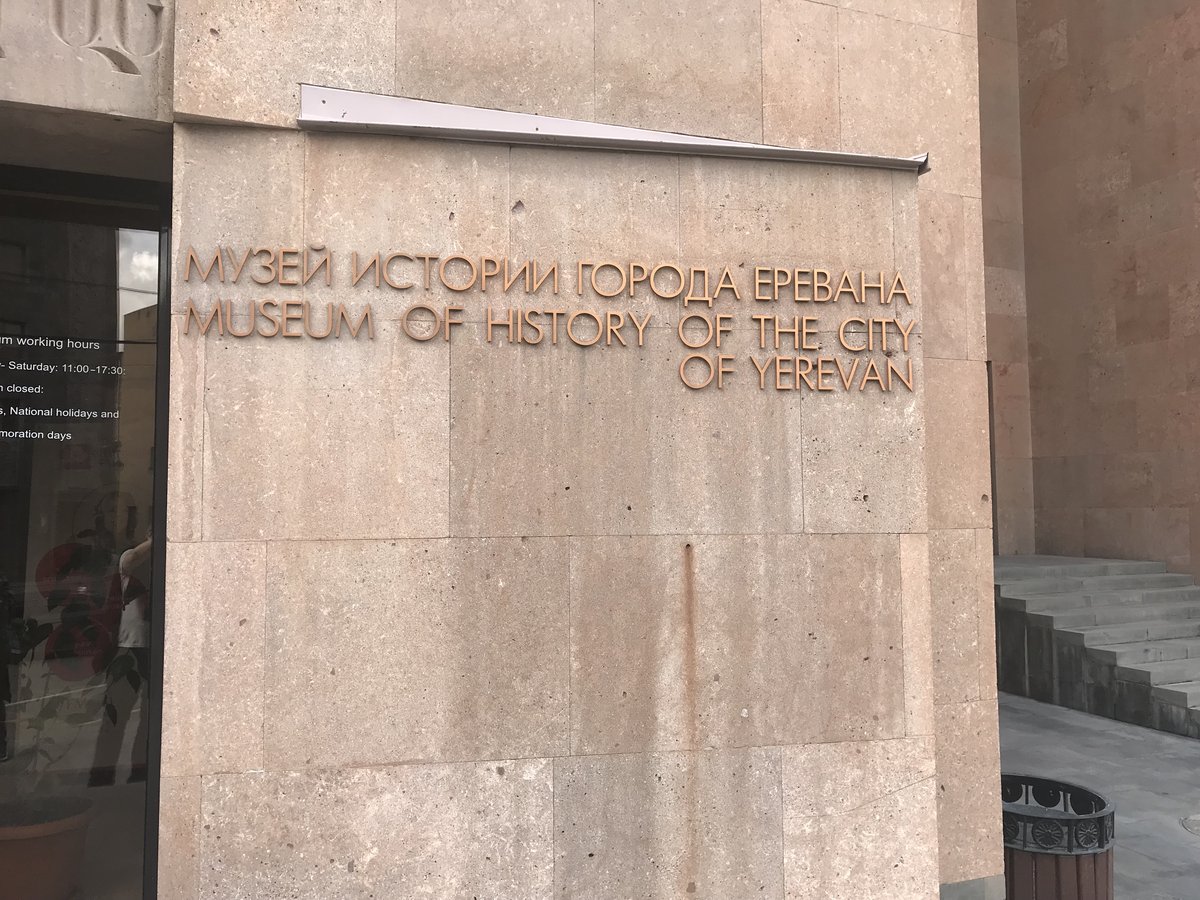 МУЗЕЙ ИСТОРИИ ГОРОДА ЕРЕВАНА
MUSEUM OF HISTORY OF THE CITY
OF YEREVAN
working hours
Saturday: 11:00-17:30:
closed:
National holidays and
days